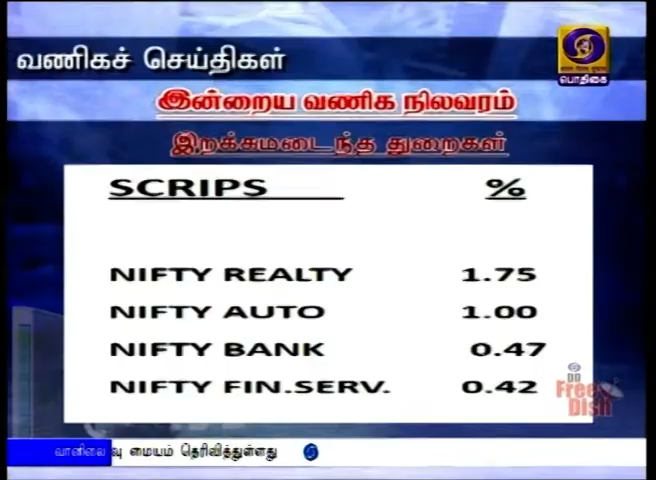 வணிகச் செய்திகள்
பொதிகை
இன்றைய வணிக நிலவரம்
இறக்கமடைந்த துறைகள்
SCRIPS %
NIFTY REALTY 1.75
NIFTY AUTO 1.00
NIFTY BANK 0.47
NIFTY FIN.SERV. 0.42
DD
Free Dish
வானிலை வு மையம் தெரிவித்துள்ளது